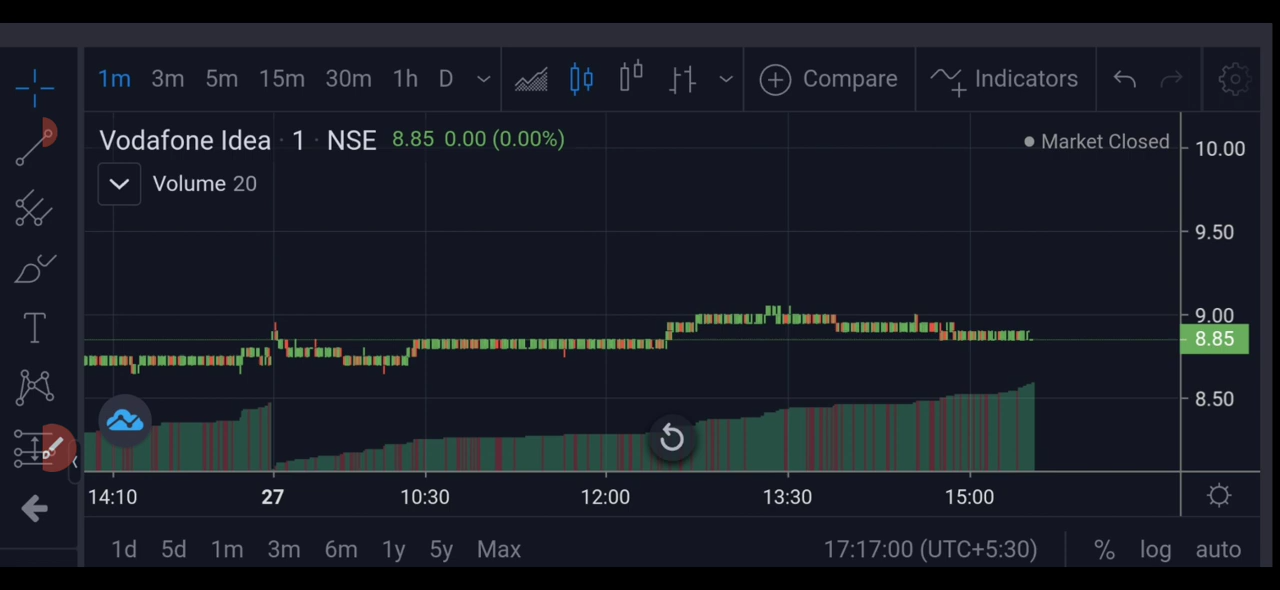 1m 3m 5m 15m 30m 1h D Compare Indicators
Vodafone Idea · 1 · NSE 8.85 0.00 (0.00%) Market Closed
Volume 20
10.00
9.50
9.00
8.85
8.50
14:10 27 10:30 12:00 13:30 15:00
1d 5d 1m 3m 6m 1y 5y Max 17:17:00 (UTC+5:30) % log auto